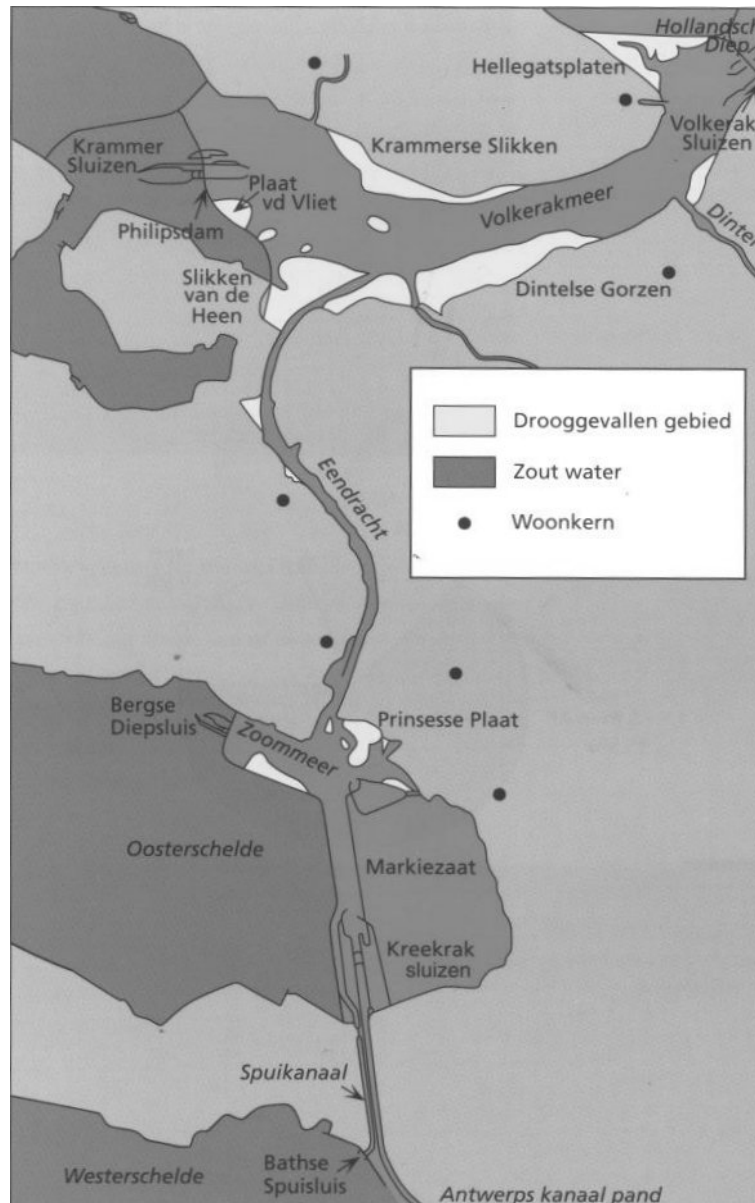 Hollandsch
Diep/
Hellegatsplaten
Volkerak
Sluizen
Krammer
Sluizen
Krammerse Slikken
Plaat
vd Vliet
Volkerakmeer
Philipsdam
Dintel
Slikken
van de
Heen
Dintelse Gorzen
Drooggevallen gebied
Zout water
Woonkern
Eendracht
Bergse
Diepsluis
Prinsesse Plaat
Zoommeer
Oosterschelde
Markiezaat
Kreekrak
sluizen
Spuikanaal
Westerschelde
Bathse
Spuisluis
Antwerps kanaal pand